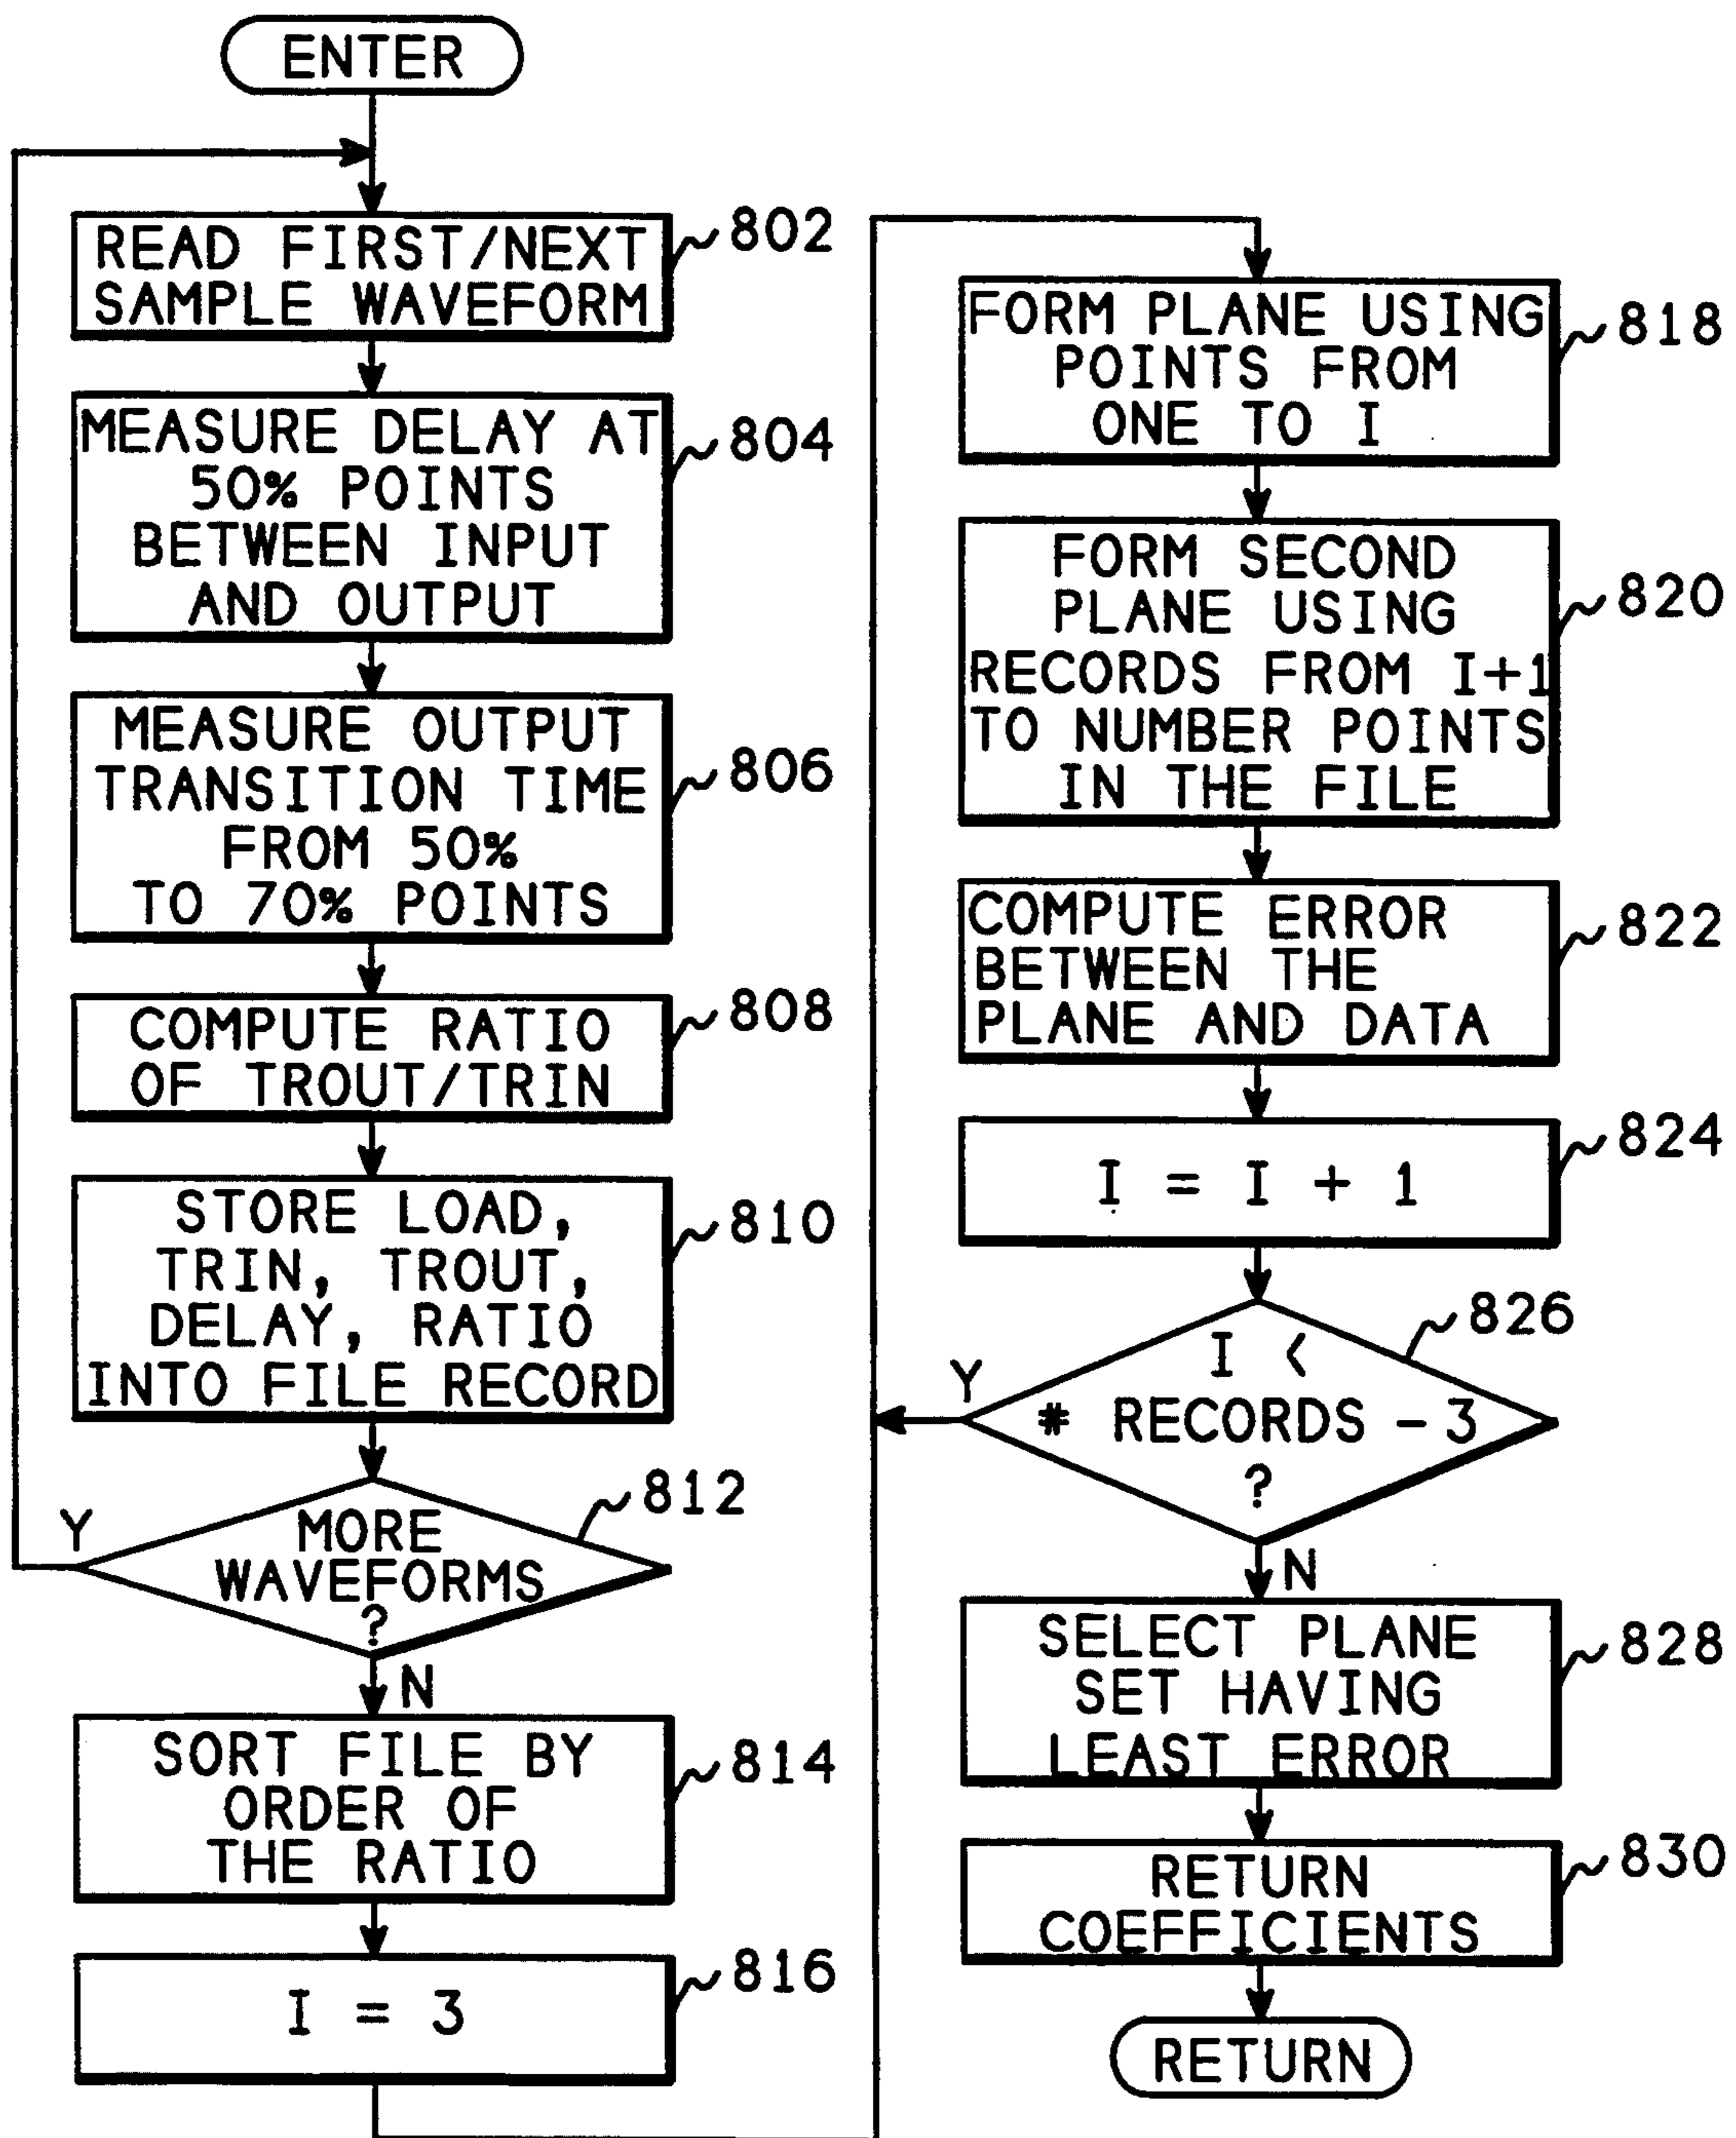 ENTER
READ FIRST/NEXT
SAMPLE WAVEFORM
802
MEASURE DELAY AT
50% POINTS
BETWEEN INPUT
AND OUTPUT
804
MEASURE OUTPUT
TRANSITION TIME
FROM 50%
TO 70% POINTS
806
COMPUTE RATIO
OF TROUT/TRIN
808
STORE LOAD,
TRIN, TROUT,
DELAY, RATIO
INTO FILE RECORD
810
MORE
WAVEFORMS
?
812
Y
N
SORT FILE BY
ORDER OF
THE RATIO
814
I = 3
816
FORM PLANE USING
POINTS FROM
ONE TO I
818
FORM SECOND
PLANE USING
RECORDS FROM I+1
TO NUMBER POINTS
IN THE FILE
820
COMPUTE ERROR
BETWEEN THE
PLANE AND DATA
822
I = I + 1
824
I <
# RECORDS - 3
?
826
Y
N
SELECT PLANE
SET HAVING
LEAST ERROR
828
RETURN
COEFFICIENTS
830
RETURN